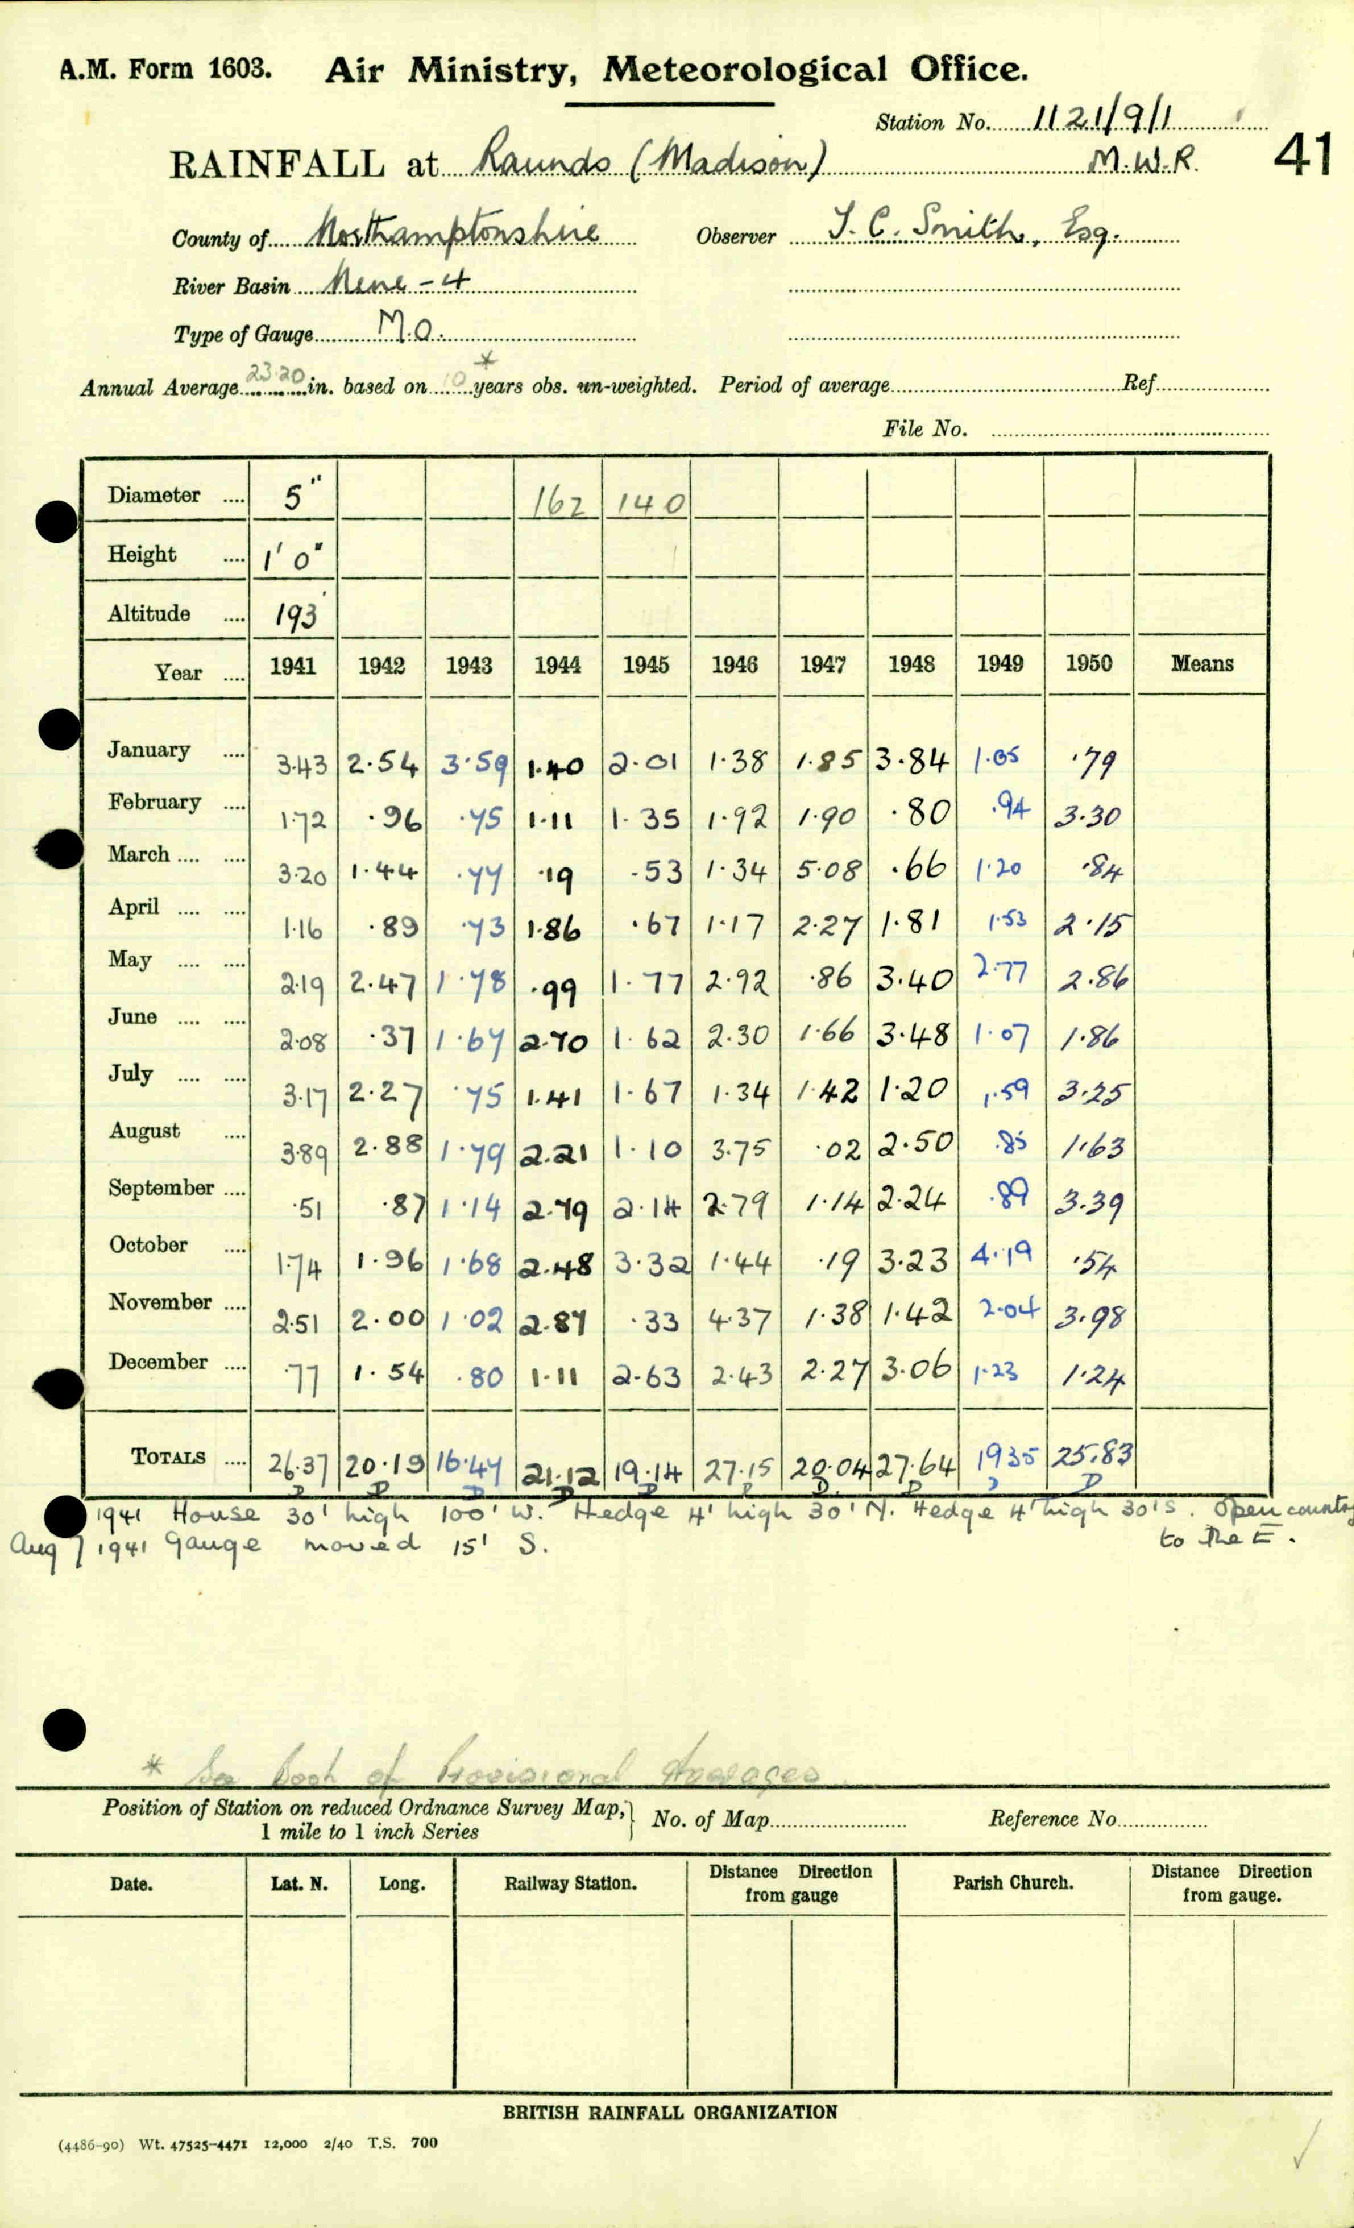 A.M. Form 1603. Air Ministry, Meteorological Office.
Station No. 1121/9/1
RAINFALL at Raunds (Madison) M.W.R. 41
County of Northamptonshire Observer J. C. Smith, Esq.
River Basin Nene - 4
Type of Gauge M.O.
Annual Average 23.20 in. based on 10* years obs. un-weighted. Period of average Ref
File No.
Diameter 5" 162 140
Height 1' 0"
Altitude 193'
Year 1941 1942 1943 1944 1945 1946 1947 1948 1949 1950 Means
January 3.43 2.54 3.59 1.40 2.01 1.38 1.85 3.84 1.05 .79
February 1.72 .96 .75 1.11 1.35 1.92 1.90 .80 .94 3.30
March 3.20 1.44 .77 .19 .53 1.34 5.08 .66 1.20 .84
April 1.16 .89 .73 1.86 .67 1.17 2.27 1.81 1.53 2.15
May 2.19 2.47 1.78 .99 1.77 2.92 .86 3.40 2.77 2.86
June 2.08 .37 1.67 2.70 1.62 2.30 1.66 3.48 1.07 1.86
July 3.17 2.27 .75 1.41 1.67 1.34 1.42 1.20 1.59 3.25
August 3.89 2.88 1.79 2.21 1.10 3.75 .02 2.50 .85 1.63
September .51 .87 1.14 2.79 2.14 2.79 1.14 2.24 .89 3.39
October 1.74 1.96 1.68 2.48 3.32 1.44 .19 3.23 4.19 .54
November 2.51 2.00 1.02 2.87 .33 4.37 1.38 1.42 2.04 3.98
December .77 1.54 .80 1.11 2.63 2.43 2.27 3.06 1.23 1.24
TOTALS 26.37 20.19 16.47 21.12 19.14 27.15 20.04 27.64 1935 25.83
1941 House 30' high 100' W. Hedge 4' high 30' N. Hedge 4' high 30' S. Open country
to the E.
Aug 7 1941 Gauge moved 15' S.
* See Book of Provisional Averages
Position of Station on reduced Ordnance Survey Map, 1 mile to 1 inch Series } No. of Map Reference No.
Date. Lat. N. Long. Railway Station. Distance Direction from gauge Parish Church. Distance Direction from gauge.
BRITISH RAINFALL ORGANIZATION
(4486-90) Wt. 47525-4471 12,000 2/40 T.S. 700